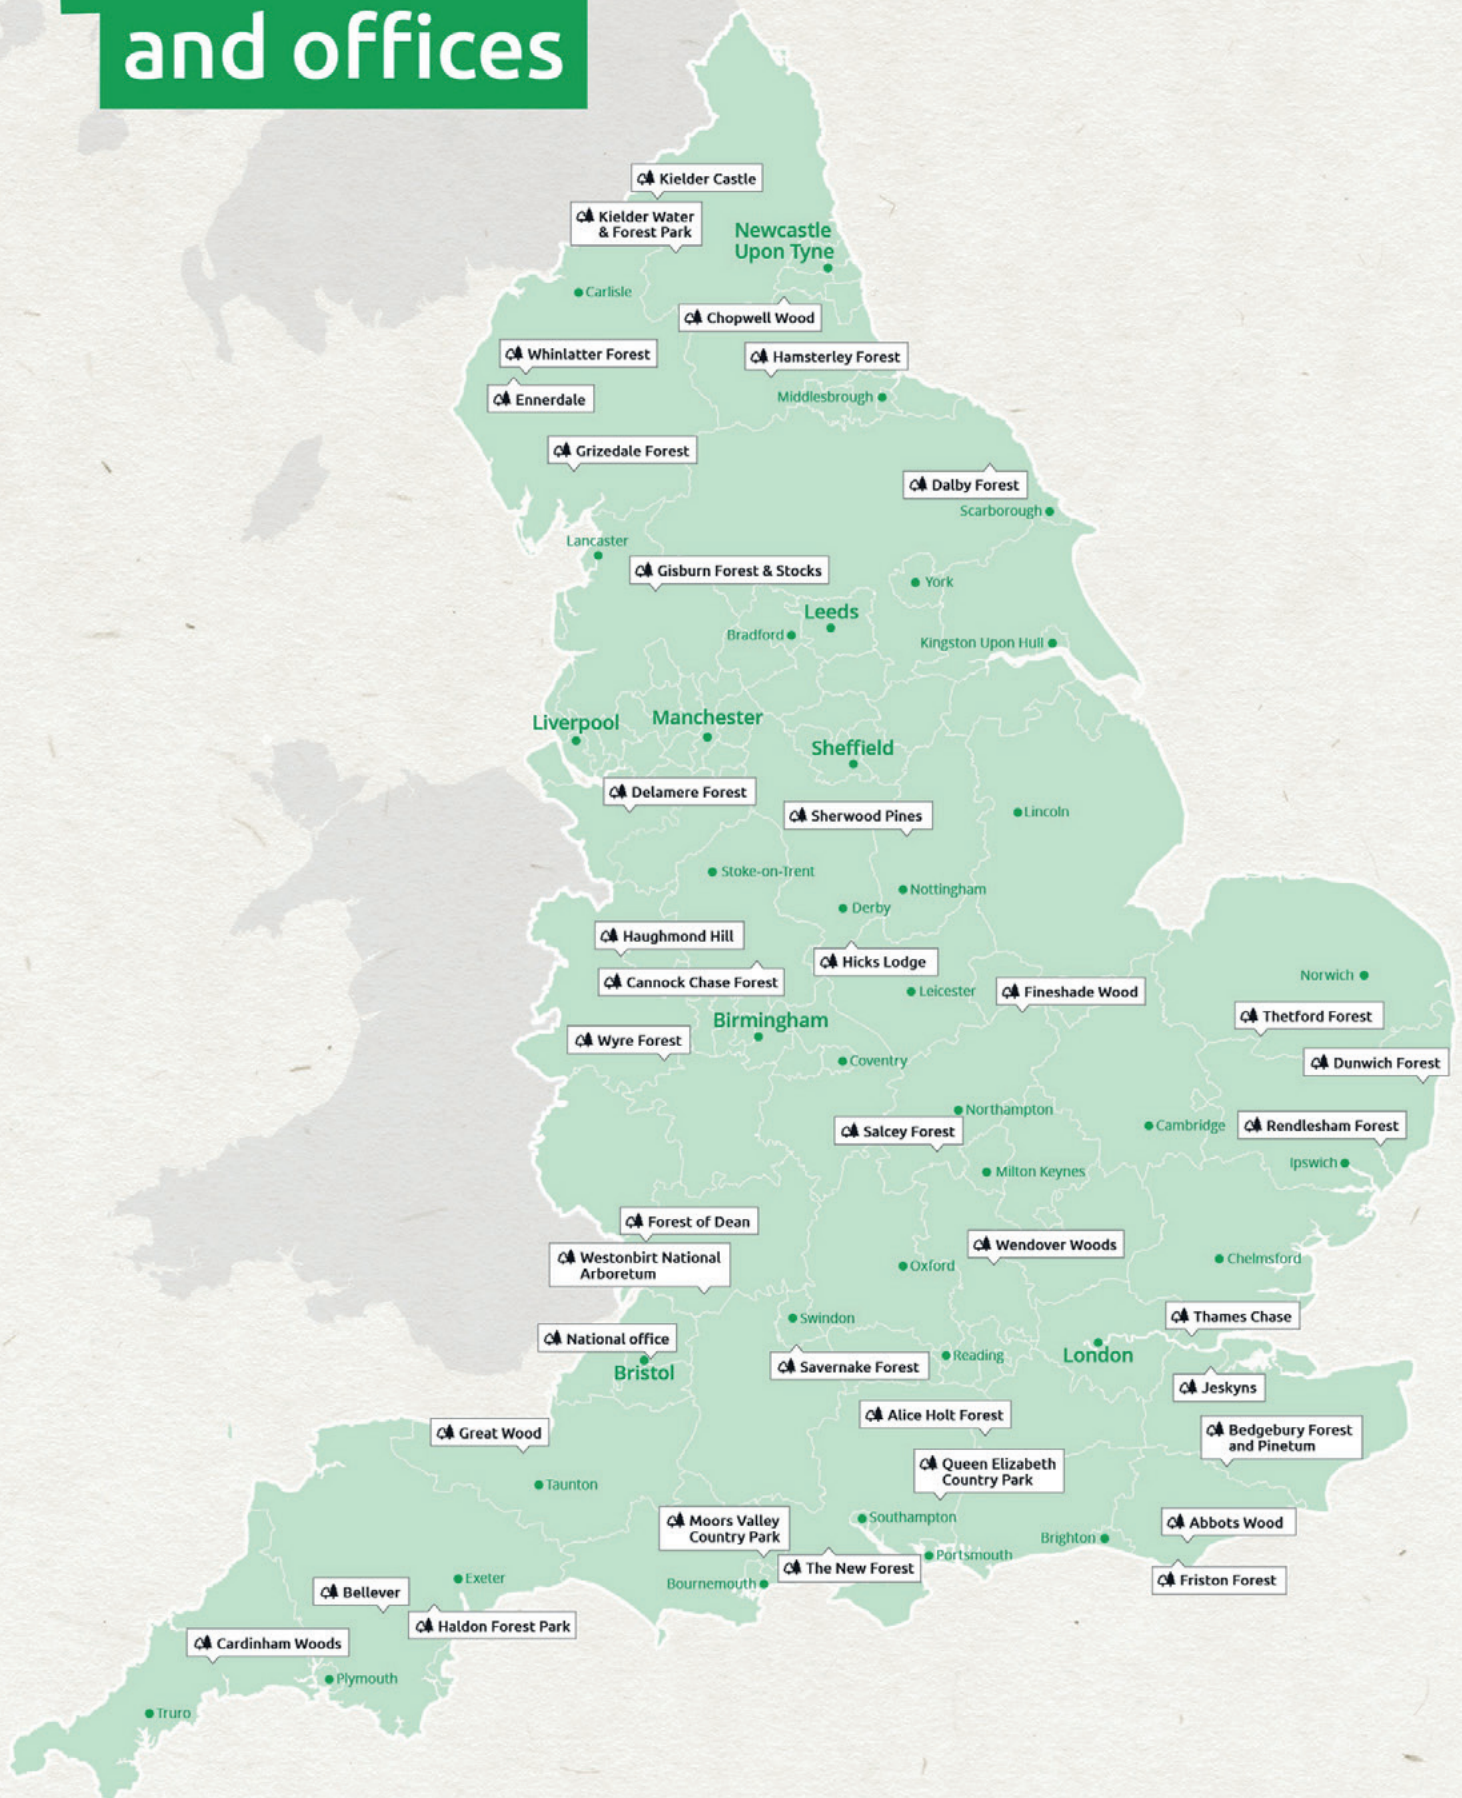 and offices
Kielder Castle
Kielder Water
& Forest Park
Newcastle
Upon Tyne
Carlisle
Chopwell Wood
Whinlatter Forest
Hamsterley Forest
Ennerdale
Middlesbrough
Grizedale Forest
Dalby Forest
Scarborough
Lancaster
Gisburn Forest & Stocks
York
Leeds
Bradford
Kingston Upon Hull
Liverpool
Manchester
Sheffield
Delamere Forest
Sherwood Pines
Lincoln
Stoke-on-Trent
Nottingham
Derby
Haughmond Hill
Hicks Lodge
Cannock Chase Forest
Leicester
Fineshade Wood
Norwich
Thetford Forest
Birmingham
Wyre Forest
Coventry
Dunwich Forest
Northampton
Salcey Forest
Cambridge
Rendlesham Forest
Milton Keynes
Ipswich
Forest of Dean
Westonbirt National
Arboretum
Wendover Woods
Oxford
Chelmsford
Swindon
Thames Chase
National office
Bristol
Savernake Forest
Reading
London
Jeskyns
Alice Holt Forest
Great Wood
Bedgebury Forest
and Pinetum
Queen Elizabeth
Country Park
Taunton
Moors Valley
Country Park
Southampton
Abbots Wood
Brighton
Portsmouth
The New Forest
Bournemouth
Friston Forest
Exeter
Bellever
Haldon Forest Park
Cardinham Woods
Plymouth
Truro